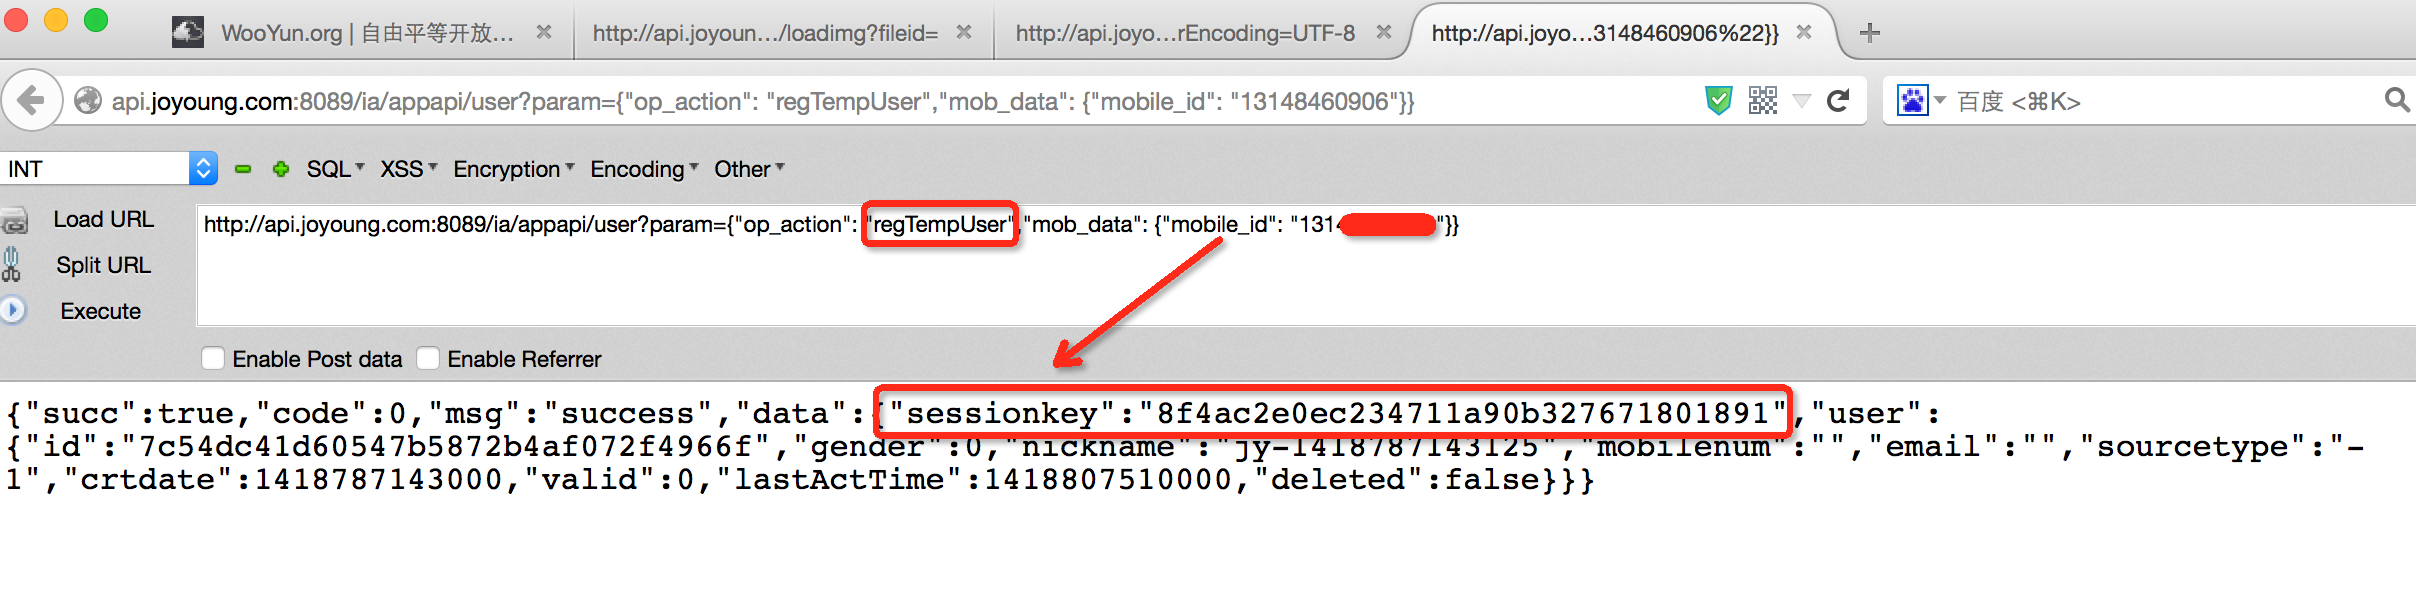 WooYun.org | 自由平等开放...
http://api.joyoun.../loadimg?fileid=
http://api.joyo...rEncoding=UTF-8
http://api.joyo...3148460906%22}}
api.joyoung.com:8089/ia/appapi/user?param={"op_action": "regTempUser","mob_data": {"mobile_id": "13148460906"}}
百度 <⌘K>
INT
SQL
XSS
Encryption
Encoding
Other
Load URL
http://api.joyoung.com:8089/ia/appapi/user?param={"op_action": "regTempUser","mob_data": {"mobile_id": "1314"}}
Split URL
Execute
Enable Post data
Enable Referrer
{"succ":true,"code":0,"msg":"success","data":{"sessionkey":"8f4ac2e0ec234711a90b327671801891","user":
{"id":"7c54dc41d60547b5872b4af072f4966f","gender":0,"nickname":"jy-1418787143125","mobilenum":"","email":"","sourcetype":"-
1","crtdate":1418787143000,"valid":0,"lastActTime":1418807510000,"deleted":false}}}